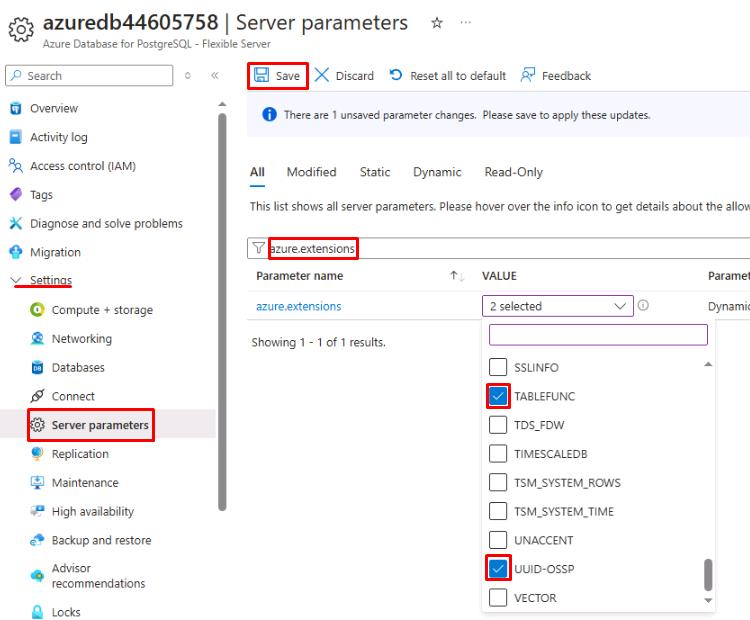 azuredb44605758 | Server parameters
Azure Database for PostgreSQL - Flexible Server
Search
Save
Discard
Reset all to default
Feedback
There are 1 unsaved parameter changes. Please save to apply these updates.
Overview
Activity log
Access control (IAM)
Tags
Diagnose and solve problems
Migration
Settings
Compute + storage
Networking
Databases
Connect
Server parameters
Replication
Maintenance
High availability
Backup and restore
Advisor
recommendations
Locks
All Modified Static Dynamic Read-Only
This list shows all server parameters. Please hover over the info icon to get details about the allow
azure.extensions
Parameter name VALUE Paramet
azure.extensions 2 selected Dynamic
Showing 1 - 1 of 1 results.
SSLINFO
TABLEFUNC
TDS_FDW
TIMESCALEDB
TSM_SYSTEM_ROWS
TSM_SYSTEM_TIME
UNACCENT
UUID-OSSP
VECTOR